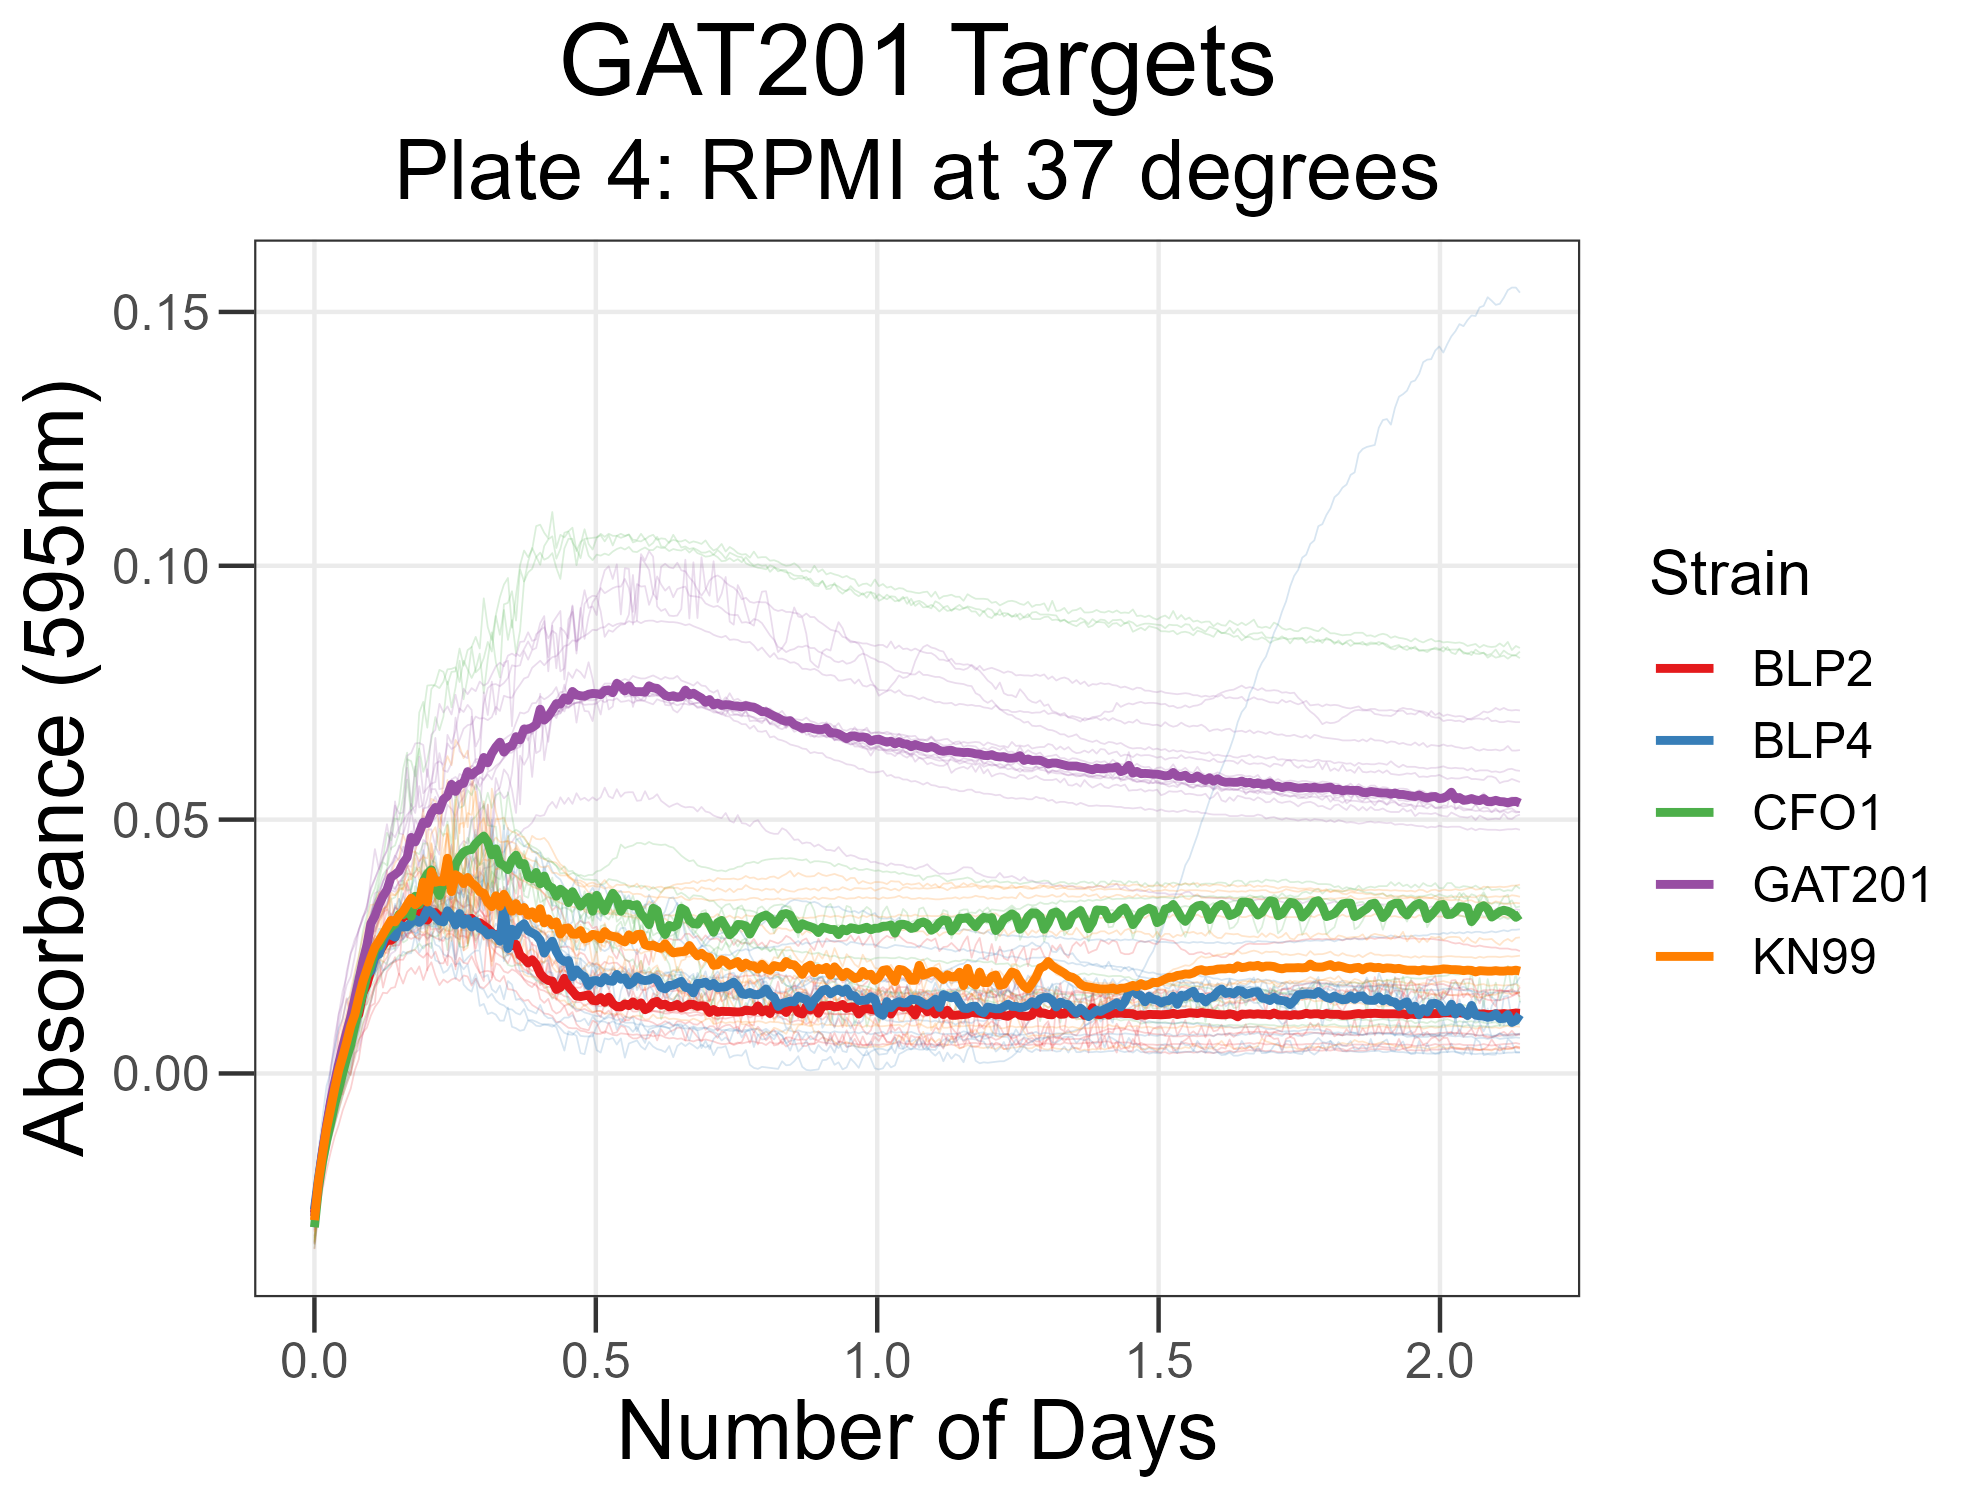 GAT201 Targets
Plate 4: RPMI at 37 degrees
Absorbance (595nm)
0.15
0.10
0.05
0.00
0.0 0.5 1.0 1.5 2.0
Number of Days
Strain
BLP2
BLP4
CFO1
GAT201
KN99